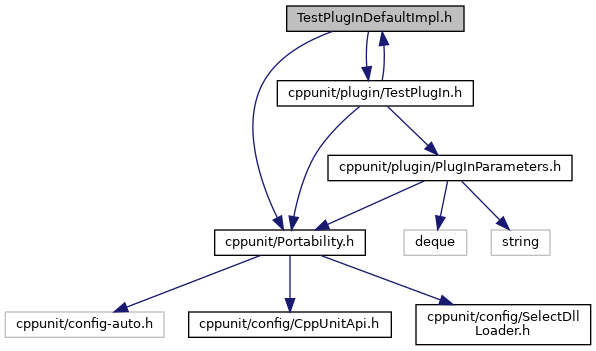 TestPlugInDefaultImpl.h
cppunit/plugin/TestPlugIn.h
cppunit/plugin/PlugInParameters.h
cppunit/Portability.h
deque
string
cppunit/config-auto.h
cppunit/config/CppUnitApi.h
cppunit/config/SelectDll
Loader.h